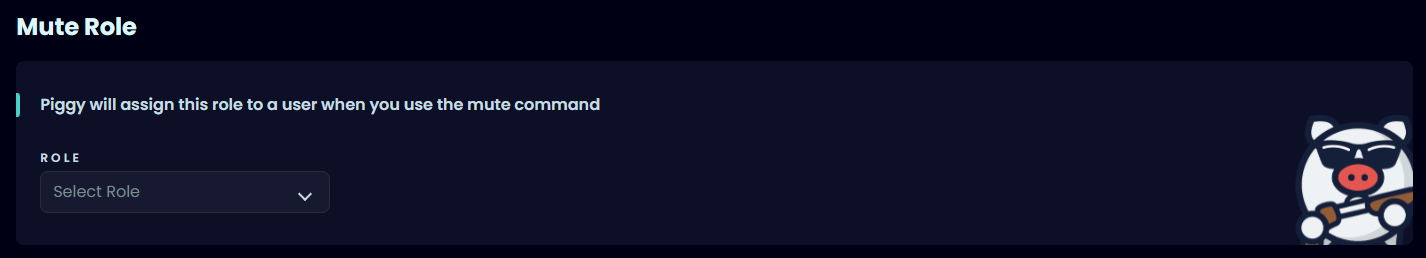 Mute Role
Piggy will assign this role to a user when you use the mute command
ROLE
Select Role